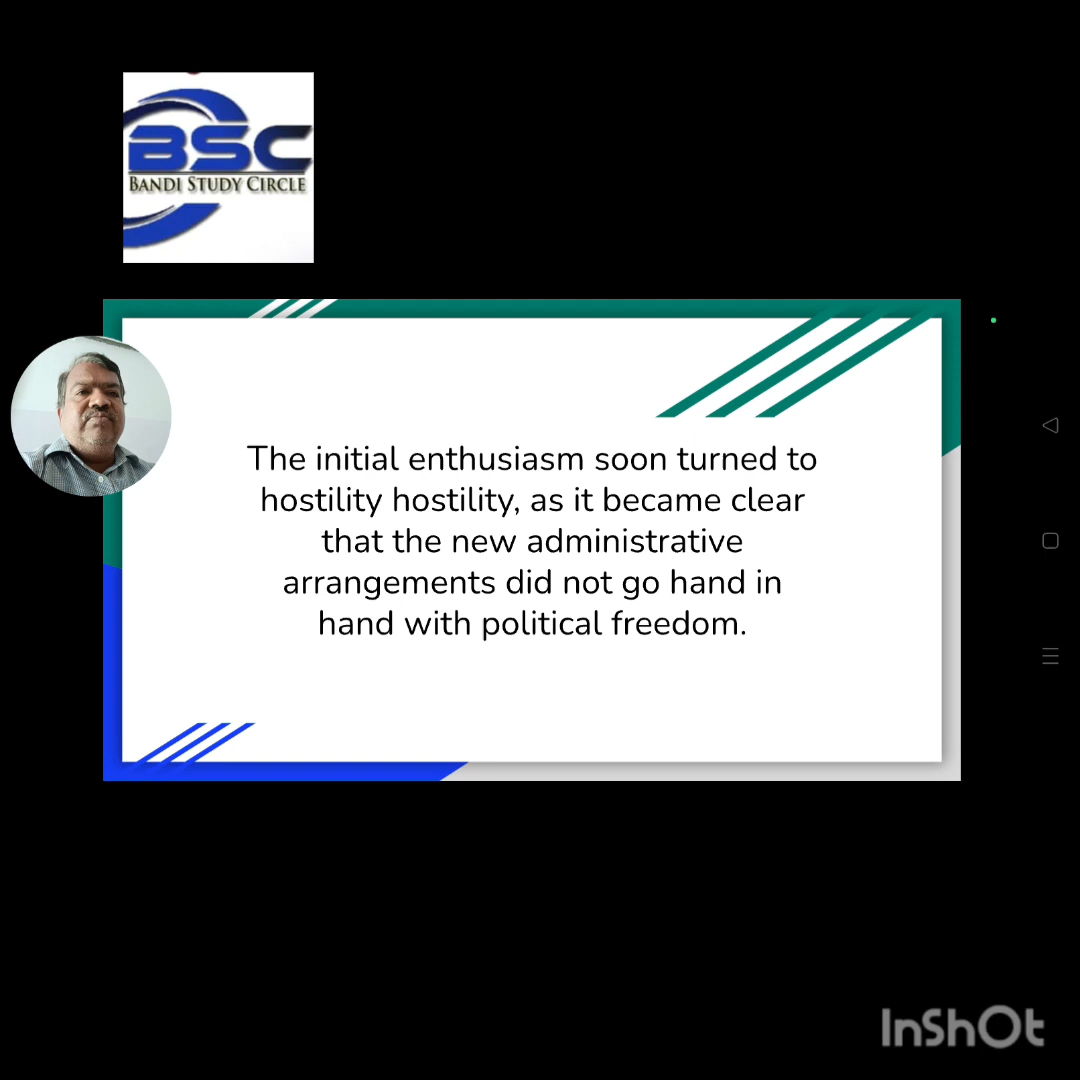 BSC
BANDI STUDY CIRCLE
The initial enthusiasm soon turned to
hostility hostility, as it became clear
that the new administrative
arrangements did not go hand in
hand with political freedom.
InShOt